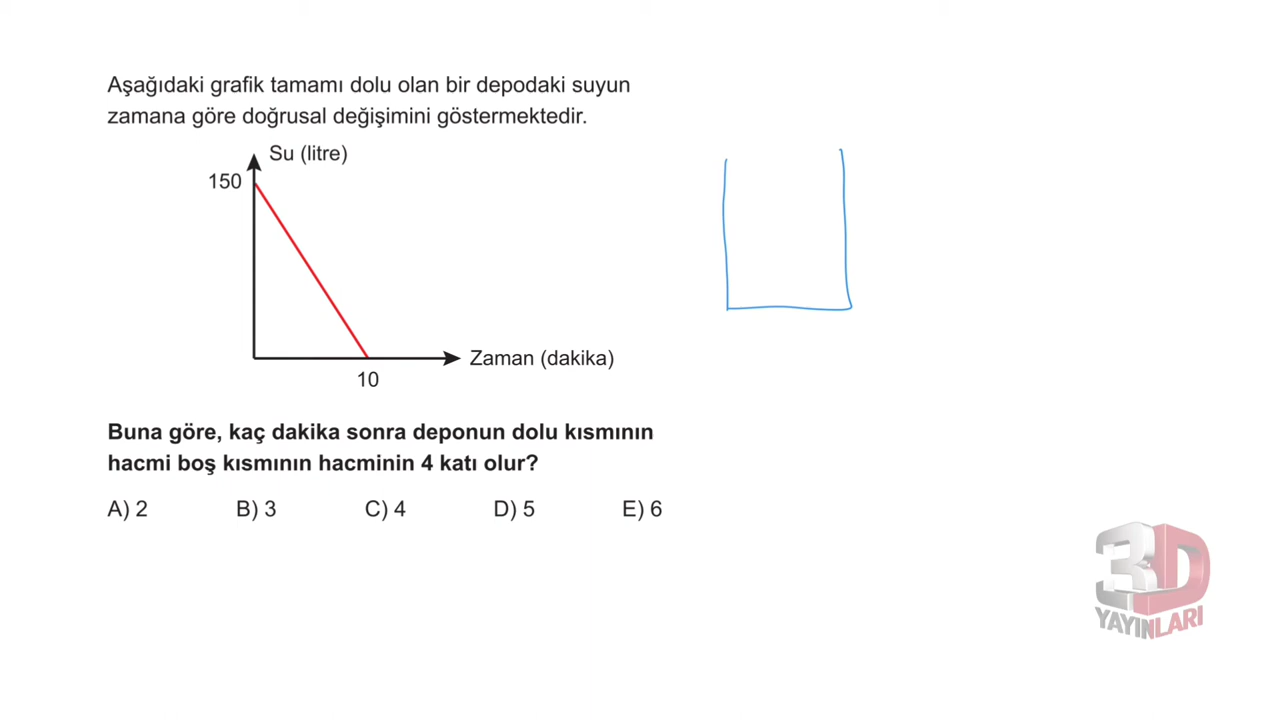 Aşağıdaki grafik tamamı dolu olan bir depodaki suyun
zamana göre doğrusal değişimini göstermektedir.
Su (litre)
150
Zaman (dakika)
10
Buna göre, kaç dakika sonra deponun dolu kısmının
hacmi boş kısmının hacminin 4 katı olur?
A) 2 B) 3 C) 4 D) 5 E) 6
3D
YAYINLARI